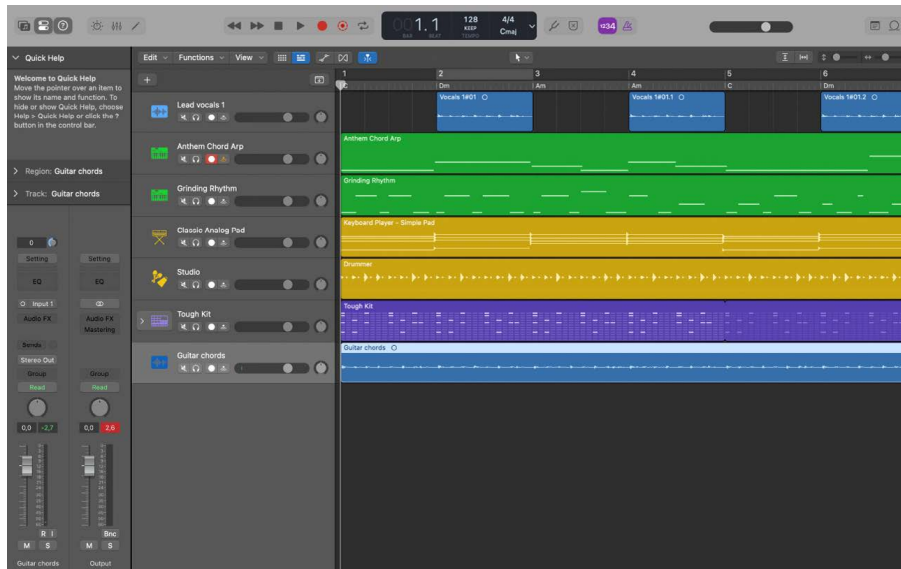 001.1 128 4/4
BAR BEAT KEEP TEMPO Cmaj
1234
Quick Help
Edit Functions View
Welcome to Quick Help
Move the pointer over an item to
show its name and function. To
hide or show Quick Help, choose
Help > Quick Help or click the ?
button in the control bar.
Region: Guitar chords
Track: Guitar chords
0
Setting Setting
EQ EQ
Input 1
Audio FX Audio FX
Mastering
Sends
Stereo Out
Group Group
Read Read
0,0 -2,7 0,0 2,6
R I Bnc
M S M S
Guitar chords Output
Lead vocals 1
Anthem Chord Arp
Grinding Rhythm
Classic Analog Pad
Studio
Tough Kit
Guitar chords
1 2 3 4 5 6
C Dm Am Am C Dm
Vocals 1#01 Vocals 1#01.1 Vocals 1#01.2
Anthem Chord Arp
Grinding Rhythm
Keyboard Player - Simple Pad
Drummer
Tough Kit
Guitar chords